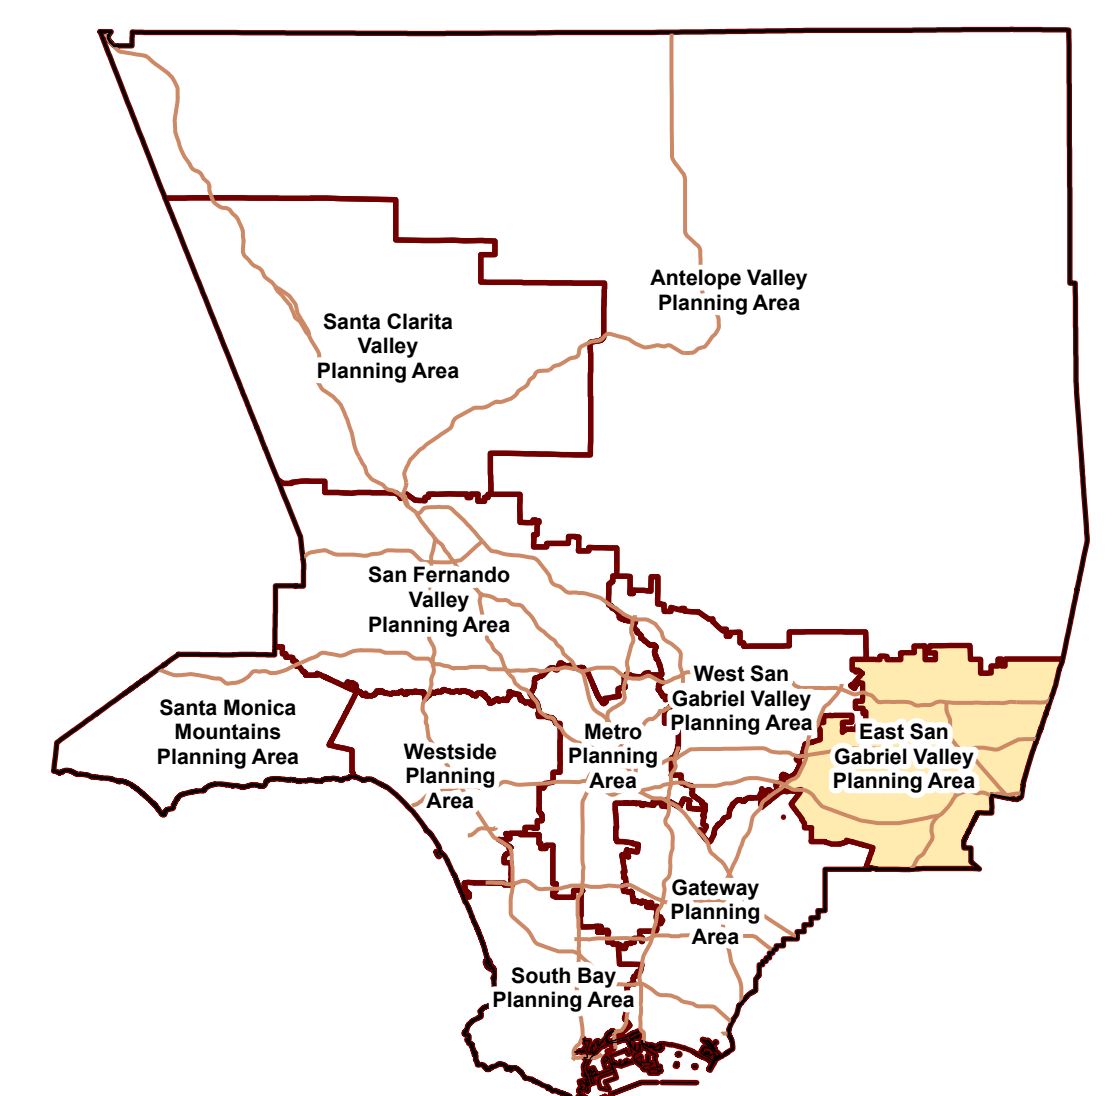 Antelope Valley
Planning Area
Santa Clarita
Valley
Planning Area
San Fernando
Valley
Planning Area
West San
Gabriel Valley
Planning Area
Santa Monica
Mountains
Planning Area
Metro
Planning
Area
East San
Gabriel Valley
Planning Area
Westside
Planning
Area
Gateway
Planning
Area
South Bay
Planning Area